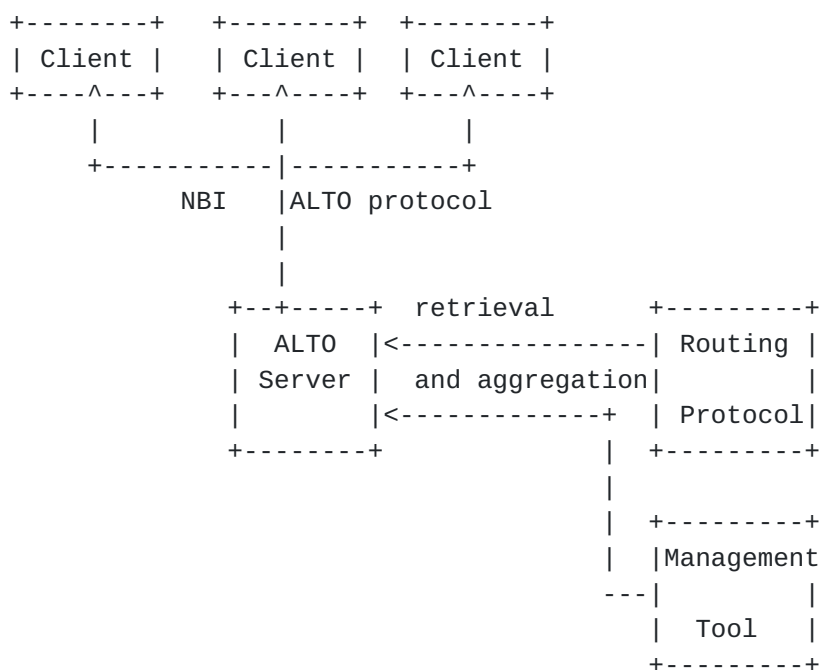 +--------+   +--------+  +--------+
| Client |   | Client |  | Client |
+----^---+   +---^----+  +---^----+
     |           |           |
     +-----------|-----------+
           NBI   |ALTO protocol
                 |
                 |
              +--+-----+  retrieval      +---------+
              |  ALTO  |<----------------| Routing |
              | Server |  and aggregation|         |
              |        |<-------------+  | Protocol|
              +--------+              |  +---------+
                                      |
                                      |  +---------+
                                      |  |Management
                                      ---|         |
                                         |  Tool   |
                                         +---------+